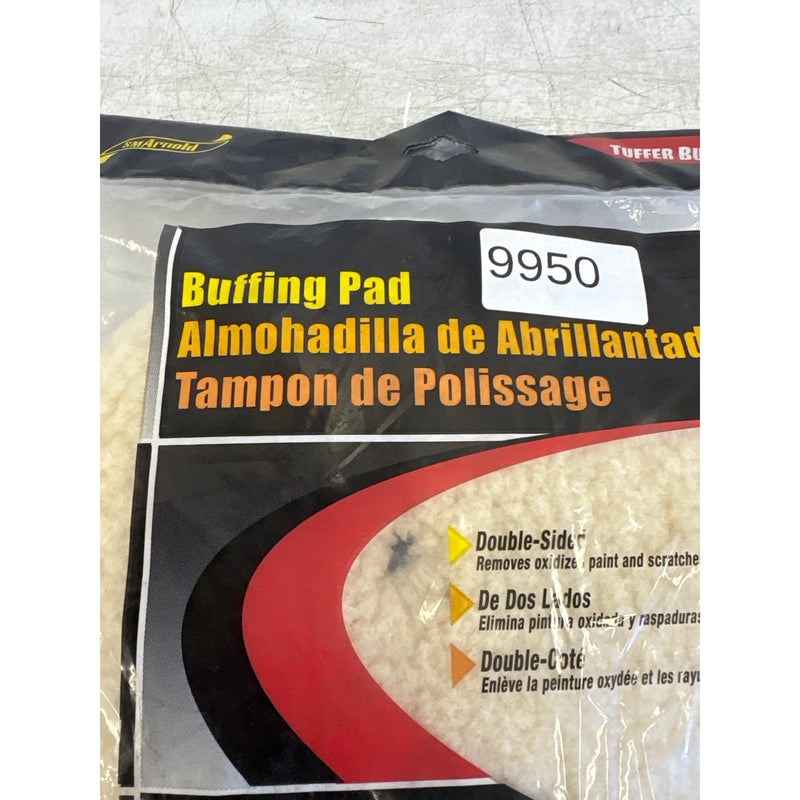 SMArnold
TUFFER BU
9950
Buffing Pad
Almohadilla de Abrillantad
Tampon de Polissage
Double-Sided
Removes oxidized paint and scratche
De Dos Lados
Elimina pintura oxidada y raspaduras
Double-Coté
Enlève la peinture oxydée et les rayu